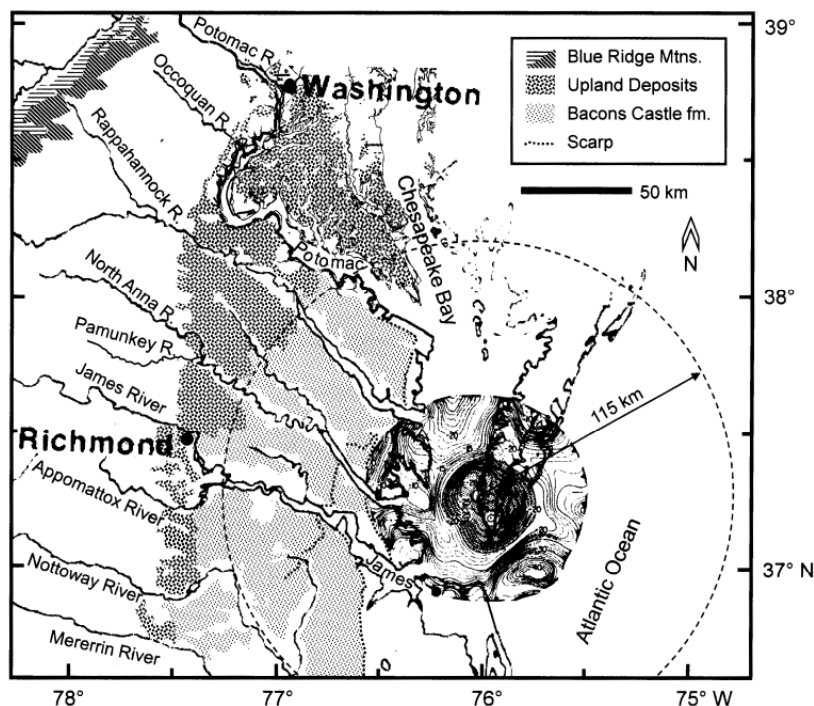 39°
Potomac R.
Blue Ridge Mtns.
Upland Deposits
Bacons Castle fm.
Scarp
Washington
Occoquan R.
Rappahannock R.
50 km
Chesapeake Bay
N
Potomac
38°
North Anna R.
Pamunkey R.
James River
115 km
Richmond
Appomattox River
James
37° N
Nottoway River
Atlantic Ocean
Mererrin River
78°
77°
76°
75° W